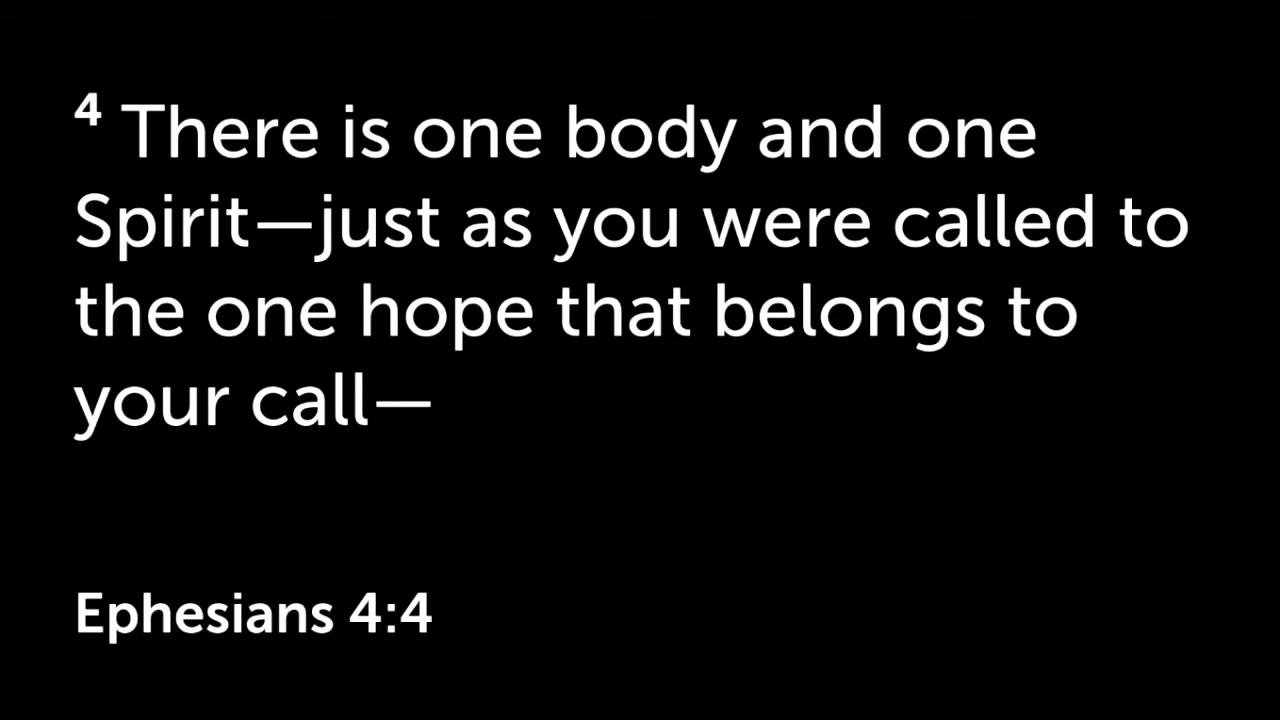 4 There is one body and one
Spirit—just as you were called to
the one hope that belongs to
your call—
Ephesians 4:4